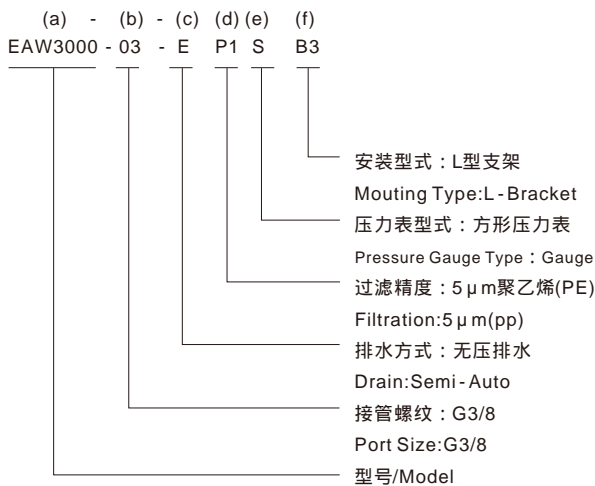 (a) - (b) - (c) (d) (e) (f)
EAW3000 - 03 - E P1 S B3
安装型式：L型支架
Mouting Type:L-Bracket
压力表型式：方形压力表
Pressure Gauge Type：Gauge
过滤精度：5μm聚乙烯(PE)
Filtration:5μm(pp)
排水方式：无压排水
Drain:Semi-Auto
接管螺纹：G3/8
Port Size:G3/8
型号/Model